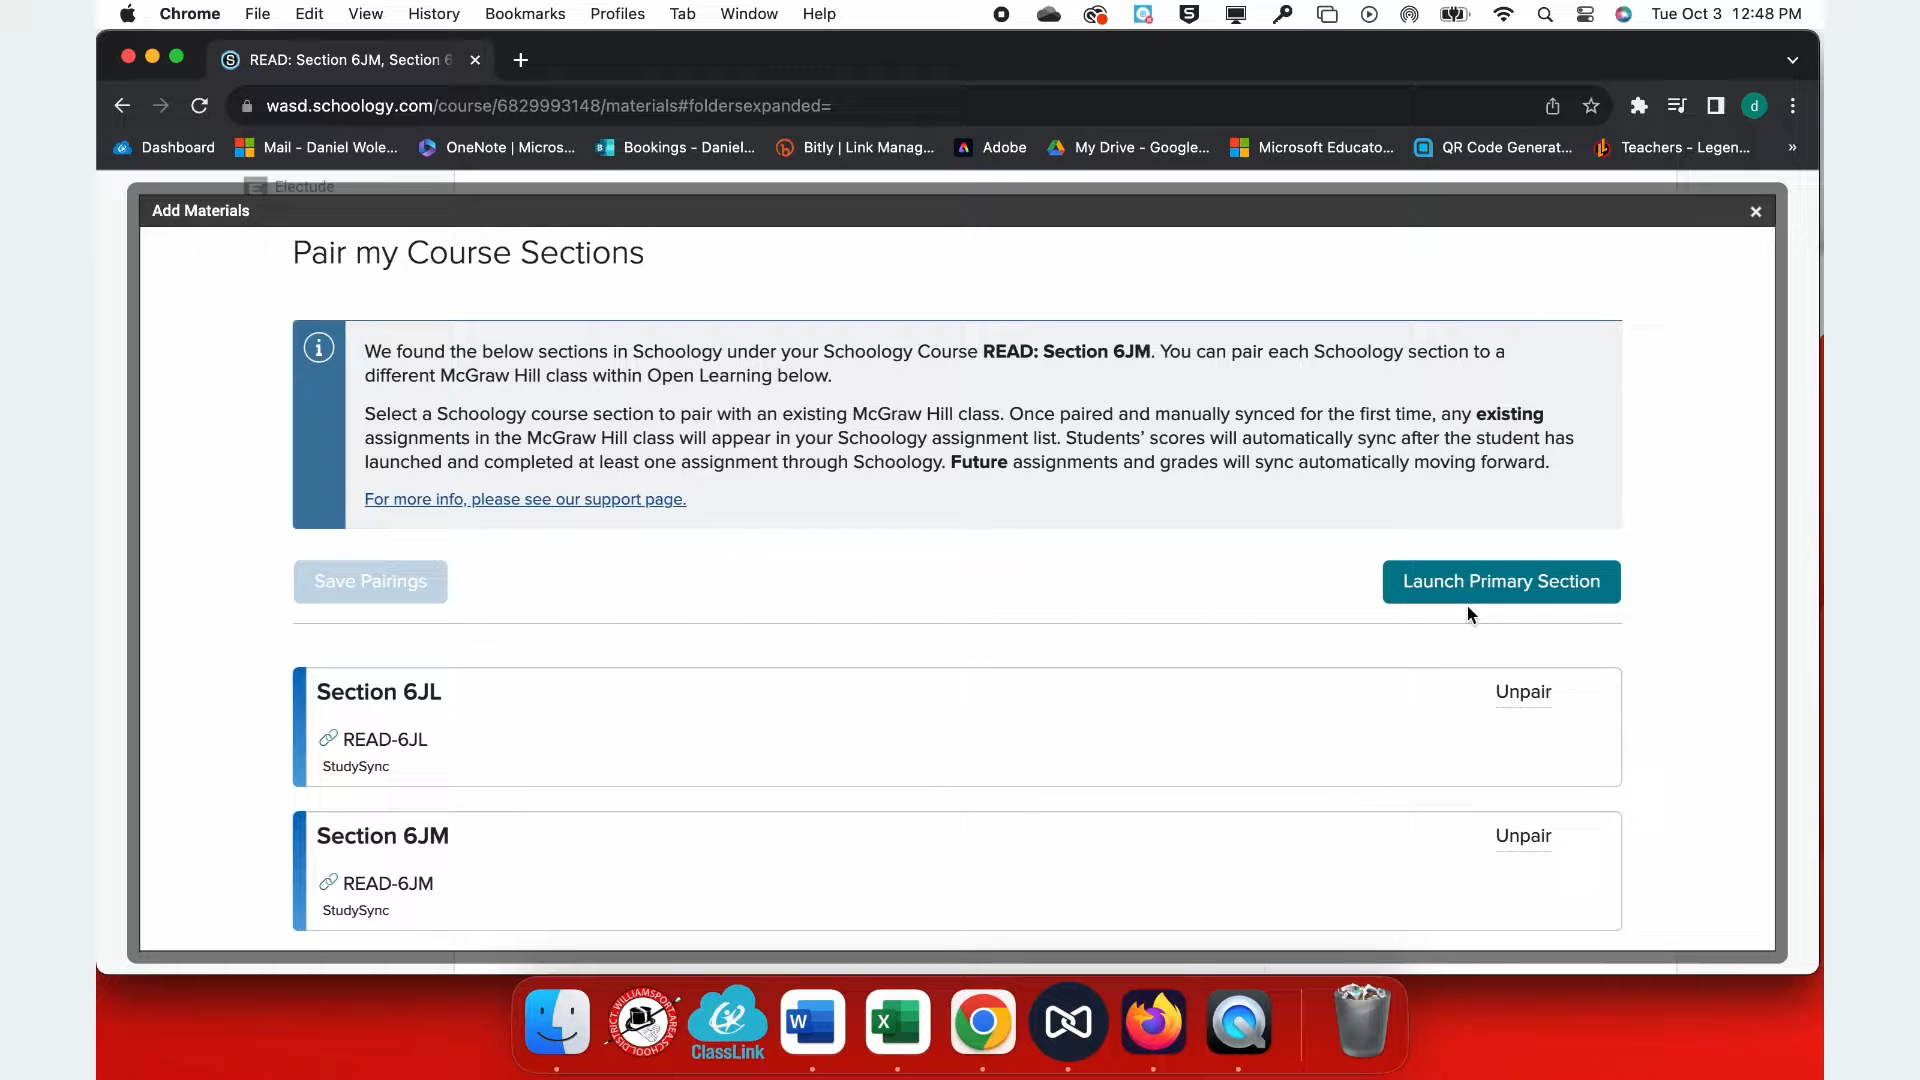 Chrome File Edit View History Bookmarks Profiles Tab Window Help Tue Oct 3 12:48 PM
READ: Section 6JM, Section 6
wasd.schoology.com/course/6829993148/materials#foldersexpanded=
d
Dashboard Mail - Daniel Wole... OneNote | Micros... Bookings - Daniel... Bitly | Link Manag... Adobe My Drive - Google... Microsoft Educato... QR Code Generat... Teachers - Legen... »
Electude
Add Materials
Pair my Course Sections
We found the below sections in Schoology under your Schoology Course READ: Section 6JM. You can pair each Schoology section to a
different McGraw Hill class within Open Learning below.
Select a Schoology course section to pair with an existing McGraw Hill class. Once paired and manually synced for the first time, any existing
assignments in the McGraw Hill class will appear in your Schoology assignment list. Students’ scores will automatically sync after the student has
launched and completed at least one assignment through Schoology. Future assignments and grades will sync automatically moving forward.
For more info, please see our support page.
Save Pairings Launch Primary Section
Section 6JL Unpair
READ-6JL
StudySync
Section 6JM Unpair
READ-6JM
StudySync
ClassLink